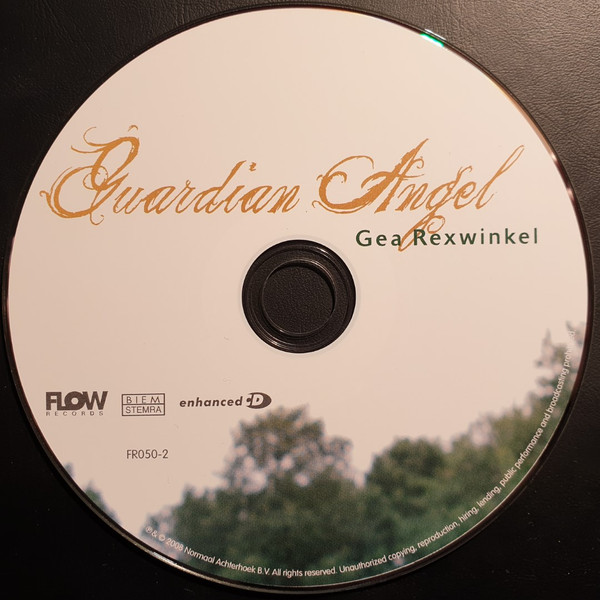 Guardian Angel
Gea Rexwinkel
FLOW
RECORDS
BIEM
STEMRA
enhanced CD
FR050-2
℗ & © 2008 Normaal Achterhoek B.V. All rights reserved. Unauthorized copying, reproduction, hiring, lending, public performance and broadcasting prohibited